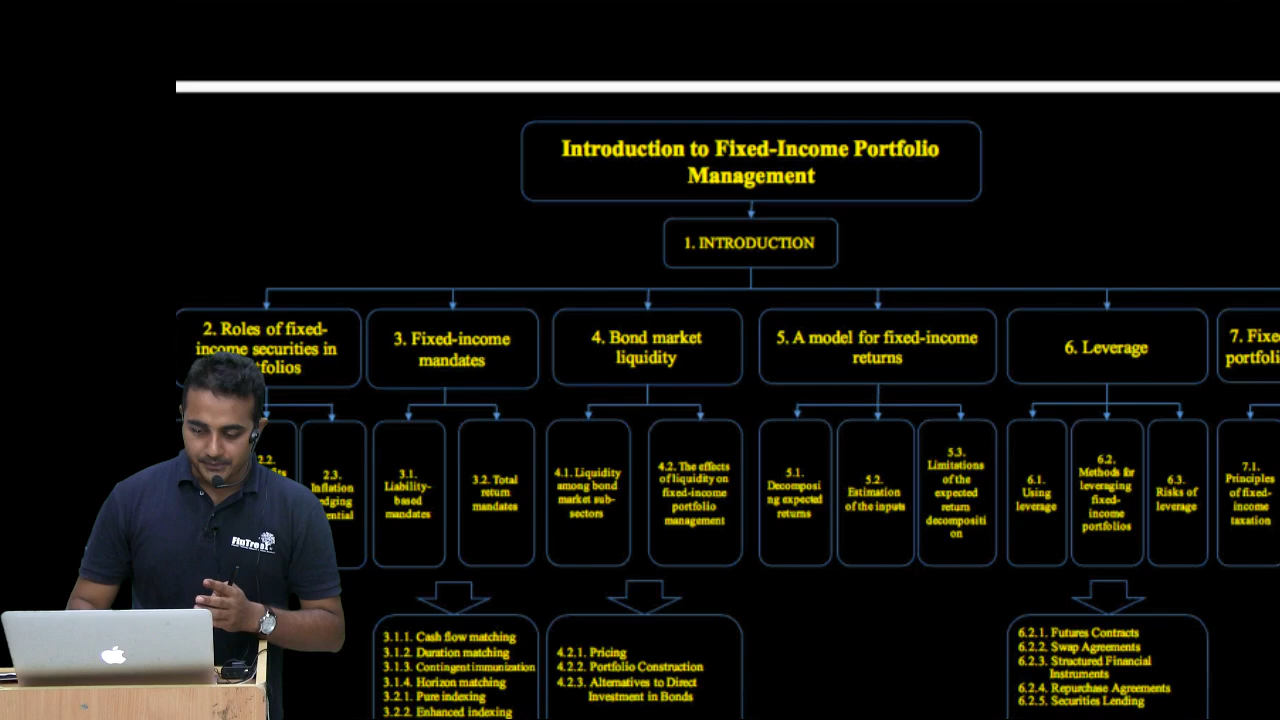 Introduction to Fixed-Income Portfolio
Management
1. INTRODUCTION
2. Roles of fixed-
income securities in
3. Fixed-income
mandates
4. Bond market
liquidity
5. A model for fixed-income
returns
6. Leverage
7. Fixe
portfoli
2.3.
3.1.
Liability-
based
mandates
3.2. Total
return
mandates
4.1. Liquidity
among bond
market sub-
sectors
4.2. The effects
of liquidity on
fixed-income
portfolio
management
5.1.
Decomposi
ng expected
returns
5.2.
Estimation
of the inputs
5.3.
Limitations
of the
expected
return
decompositi
on
6.1.
Using
leverage
6.2.
Methods for
leveraging
fixed-
income
portfolios
6.3.
Risks of
leverage
7.1.
Principles
of fixed-
income
taxation
3.1.1. Cash flow matching
3.1.2. Duration matching
3.1.3. Contingent immunization
3.1.4. Horizon matching
3.2.1. Pure indexing
3.2.2. Enhanced indexing
4.2.1. Pricing
4.2.2. Portfolio Construction
4.2.3. Alternatives to Direct
Investment in Bonds
6.2.1. Futures Contracts
6.2.2. Swap Agreements
6.2.3. Structured Financial
Instruments
6.2.4. Repurchase Agreements
6.2.5. Securities Lending
FinTree